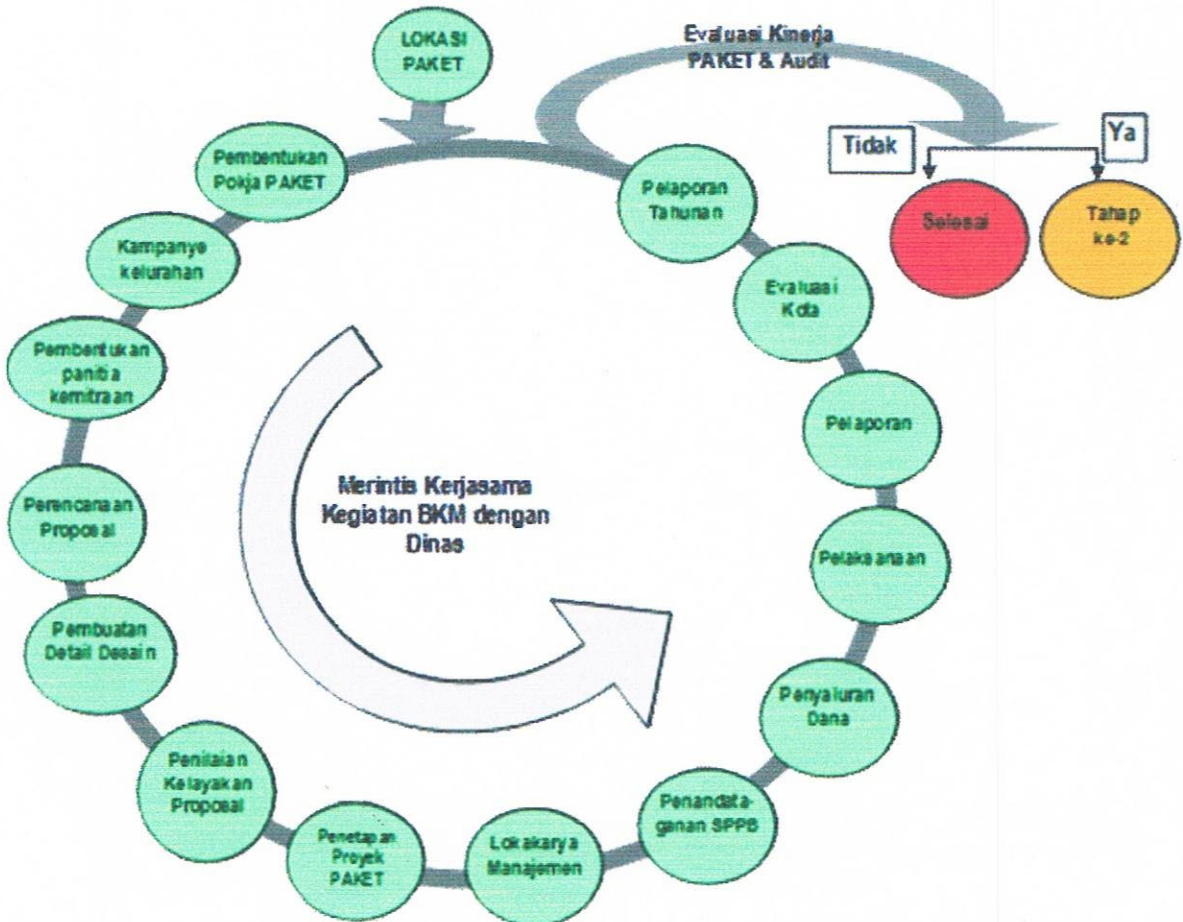 LOKASI
PAKET
Evaluasi Kinerja
PAKET & Audit
Tidak
Ya
Selesai
Tahap
ke-2
Pembentukan
Pokja PAKET
Kampanye
kelurahan
Pembentukan
panitia
kemitraan
Perencanaan
Proposal
Pembuatan
Detail Desain
Penilaian
Kelayakan
Proposal
Penetapan
Proyek
PAKET
Lokakarya
Manajemen
Penandata-
ganan SPPB
Penyaluran
Dana
Pelaksanaan
Pelaporan
Evaluasi
Kota
Pelaporan
Tahunan
Merintis Kerjasama
Kegiatan BKM dengan
Dinas